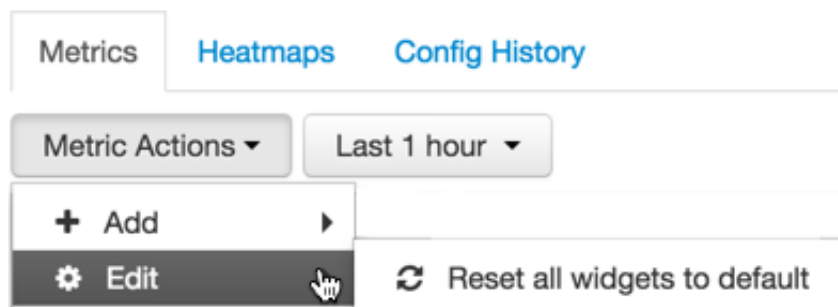 Metrics Heatmaps Config History
Metric Actions Last 1 hour
Add
Edit Reset all widgets to default